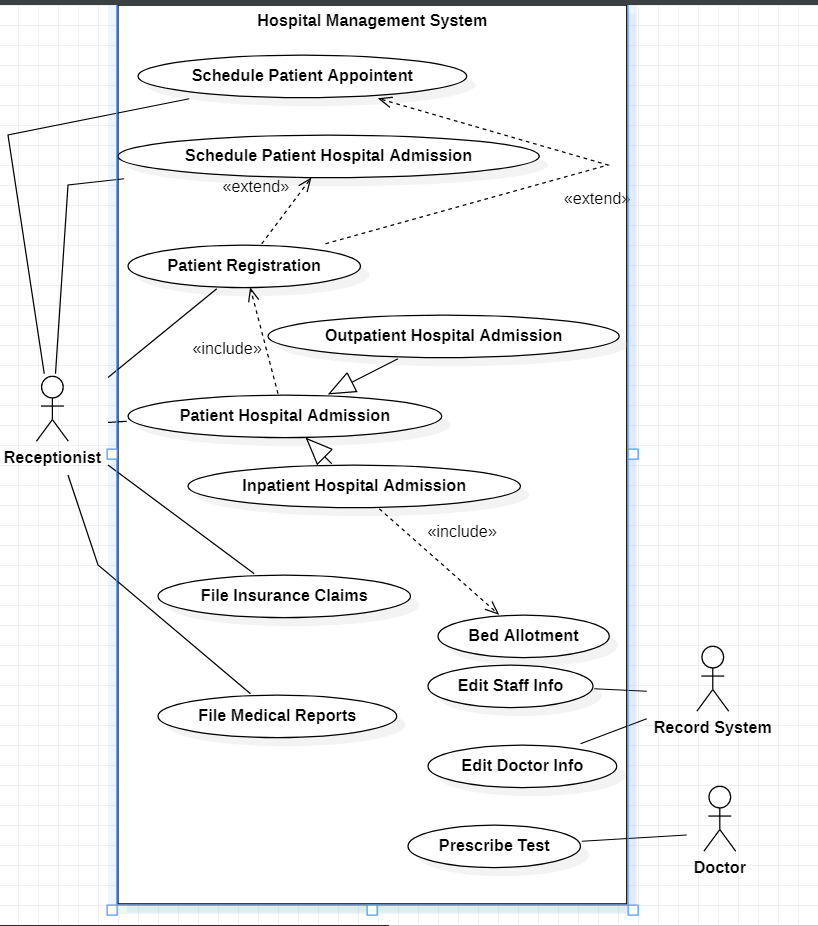 Hospital Management System
Schedule Patient Appointent
Schedule Patient Hospital Admission
«extend»
«extend»
Patient Registration
Outpatient Hospital Admission
«include»
Patient Hospital Admission
Receptionist
Inpatient Hospital Admission
«include»
File Insurance Claims
Bed Allotment
Edit Staff Info
File Medical Reports
Record System
Edit Doctor Info
Prescribe Test
Doctor